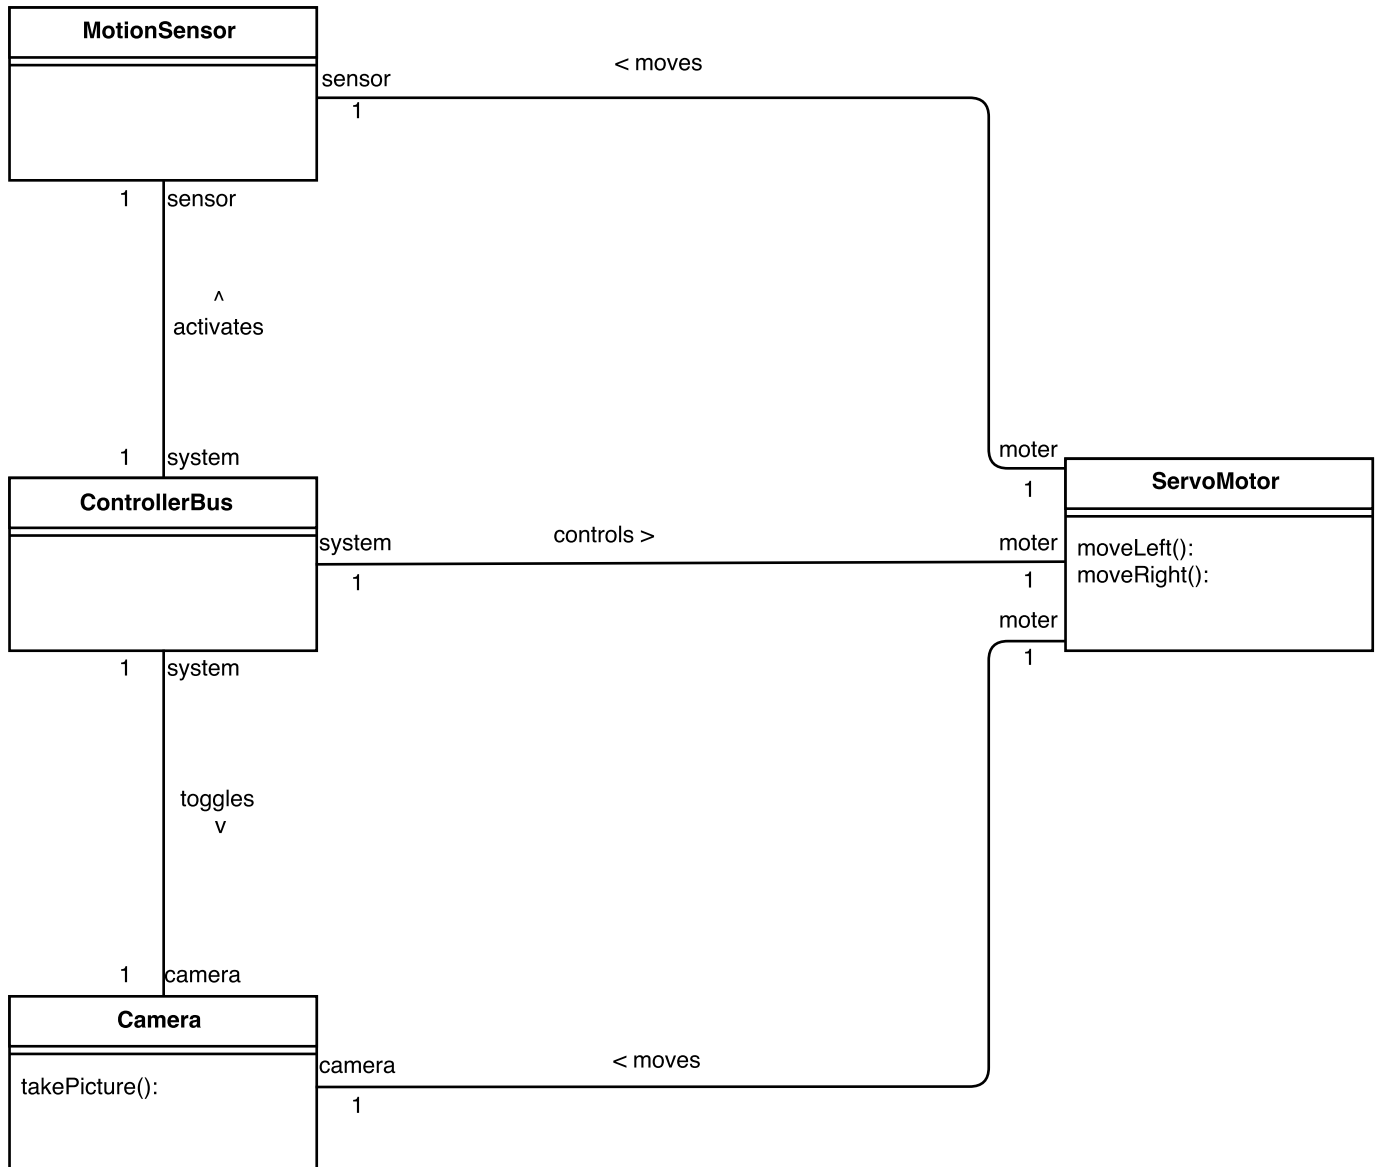 MotionSensor
sensor
< moves
1
1
sensor
^
activates
1
system
moter
1
ControllerBus
ServoMotor
system
controls >
moter
1
1
moveLeft():
moveRight():
moter
1
1
system
toggles
v
1
camera
Camera
camera
< moves
1
takePicture():